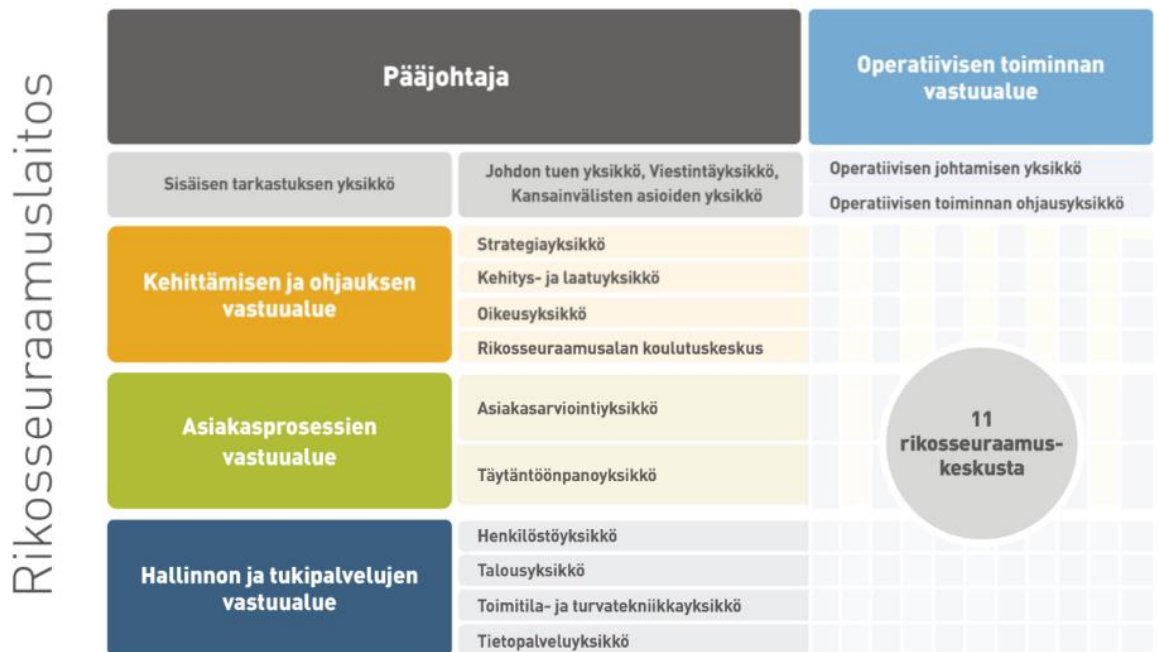 Rikosseuraamuslaitos
Pääjohtaja
Operatiivisen toiminnan
vastuualue
Sisäisen tarkastuksen yksikkö
Johdon tuen yksikkö, Viestintäyksikkö,
Kansainvälisten asioiden yksikkö
Operatiivisen johtamisen yksikkö
Operatiivisen toiminnan ohjausyksikkö
Kehittämisen ja ohjauksen
vastuualue
Strategiayksikkö
Kehitys- ja laatuyksikkö
Oikeusyksikkö
Rikosseuraamusalan koulutuskeskus
Asiakasprosessien
vastuualue
Asiakasarviointiyksikkö
Täytäntöönpanoyksikkö
11
rikosseuraamus-
keskusta
Hallinnon ja tukipalvelujen
vastuualue
Henkilöstöyksikkö
Talousyksikkö
Toimitila- ja turvatekniikkayksikkö
Tietopalveluyksikkö